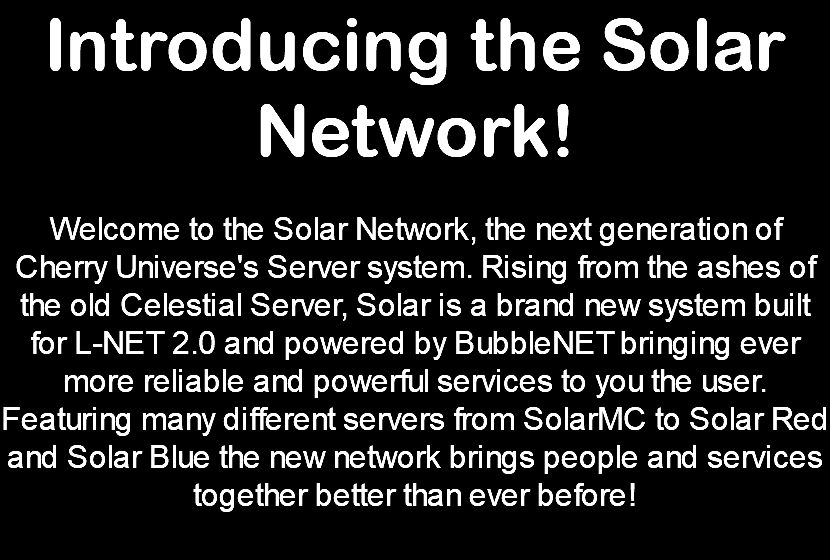 Introducing the Solar
Network!
Welcome to the Solar Network, the next generation of
Cherry Universe's Server system. Rising from the ashes of
the old Celestial Server, Solar is a brand new system built
for L-NET 2.0 and powered by BubbleNET bringing ever
more reliable and powerful services to you the user.
Featuring many different servers from SolarMC to Solar Red
and Solar Blue the new network brings people and services
together better than ever before!